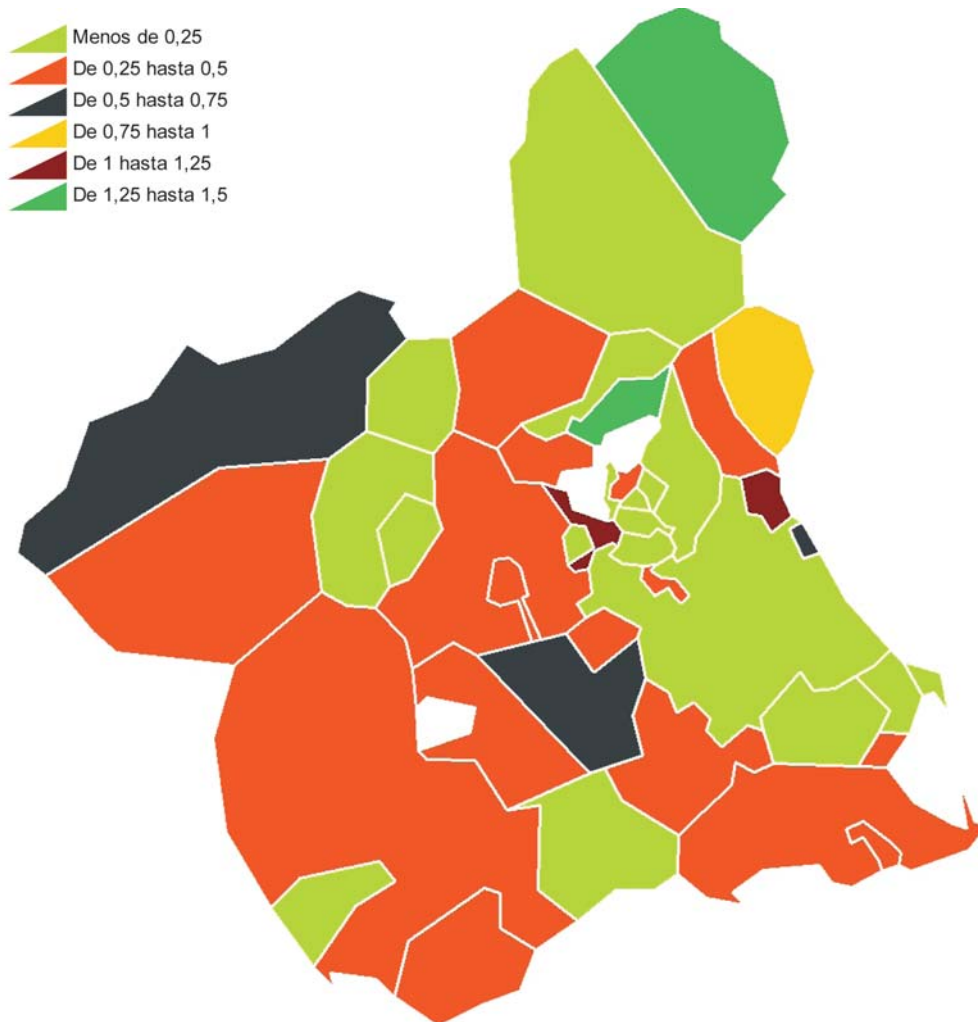 Menos de 0,25
De 0,25 hasta 0,5
De 0,5 hasta 0,75
De 0,75 hasta 1
De 1 hasta 1,25
De 1,25 hasta 1,5